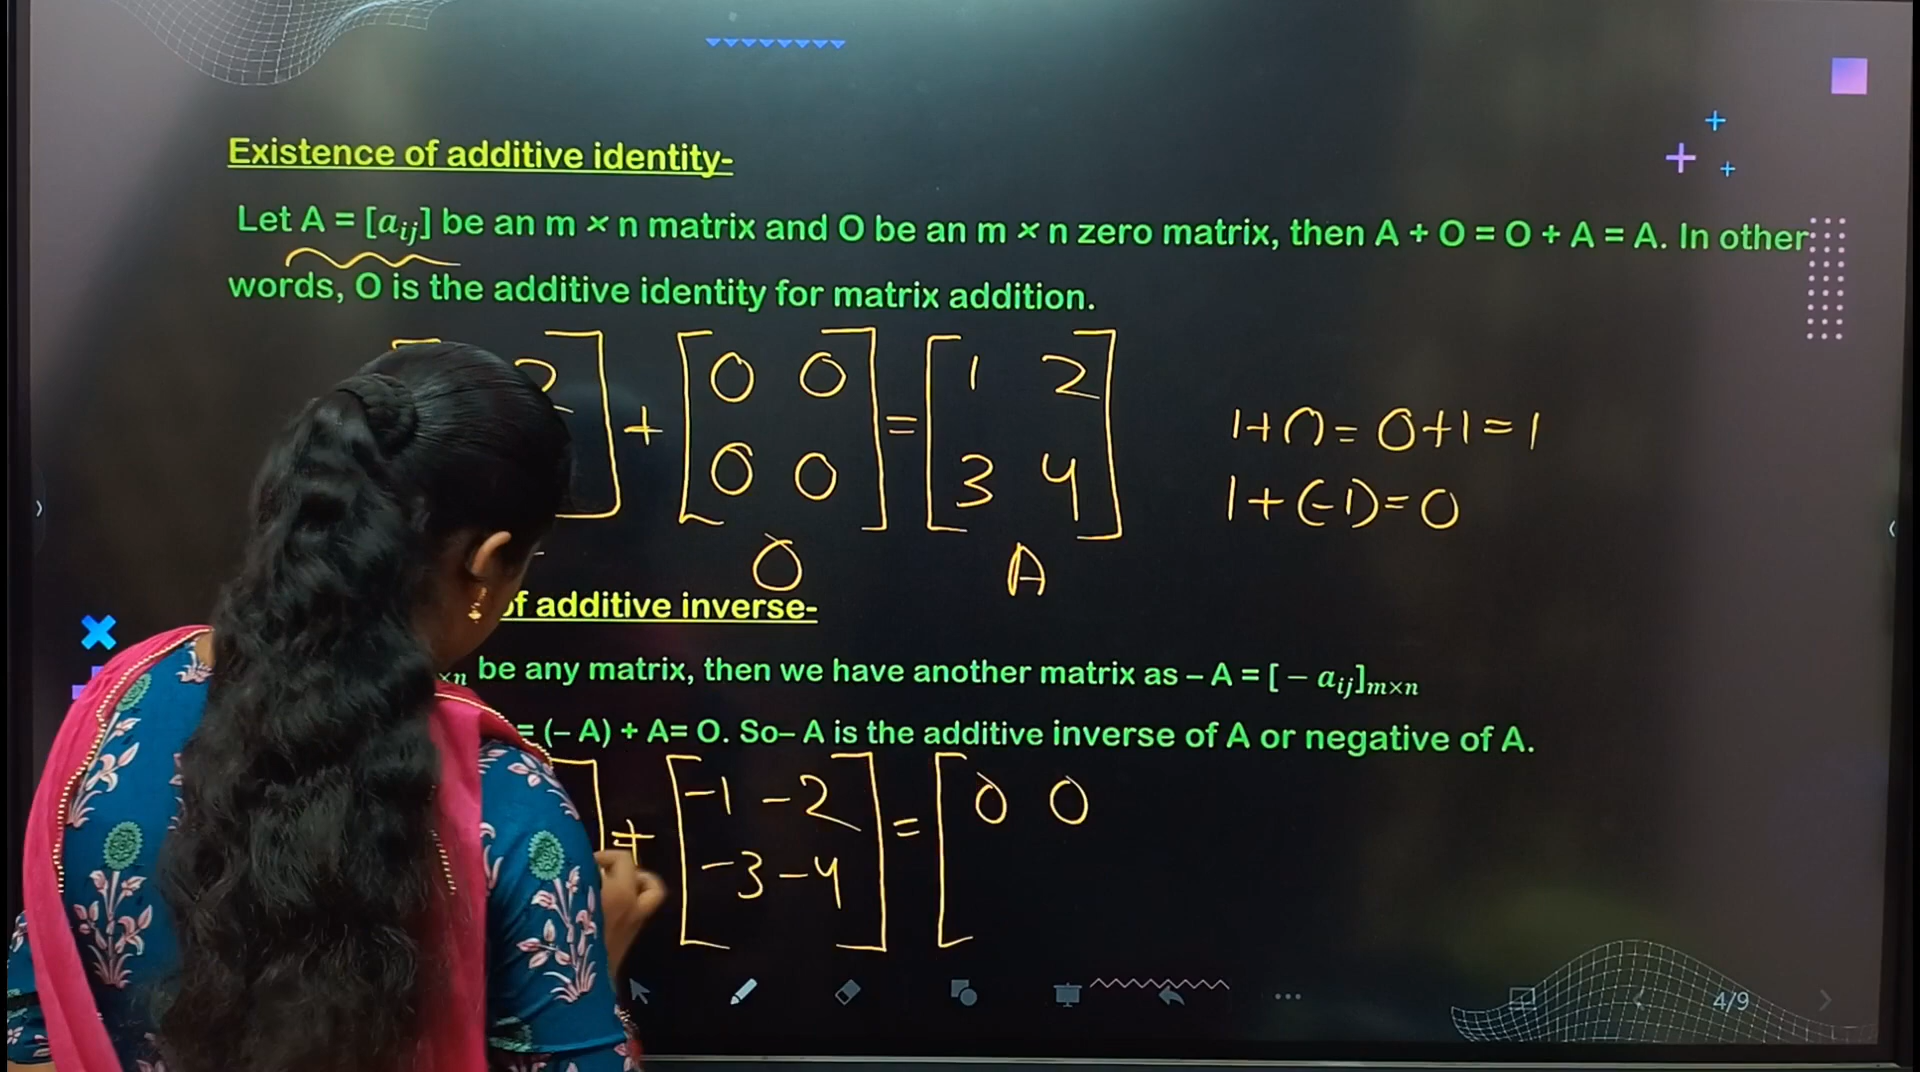 Existence of additive identity-
Let A = [aᵢⱼ] be an m × n matrix and O be an m × n zero matrix, then A + O = O + A = A. In other
words, O is the additive identity for matrix addition.
2 + [0 0 = [1 2
0 0] 3 4]
1+0=0+1=1
1+(-1)=0
O A
of additive inverse-
×n be any matrix, then we have another matrix as – A = [ – aᵢⱼ]m×n
= (– A) + A= O. So– A is the additive inverse of A or negative of A.
] + [-1 -2 = [0 0
-3 -4]
4/9